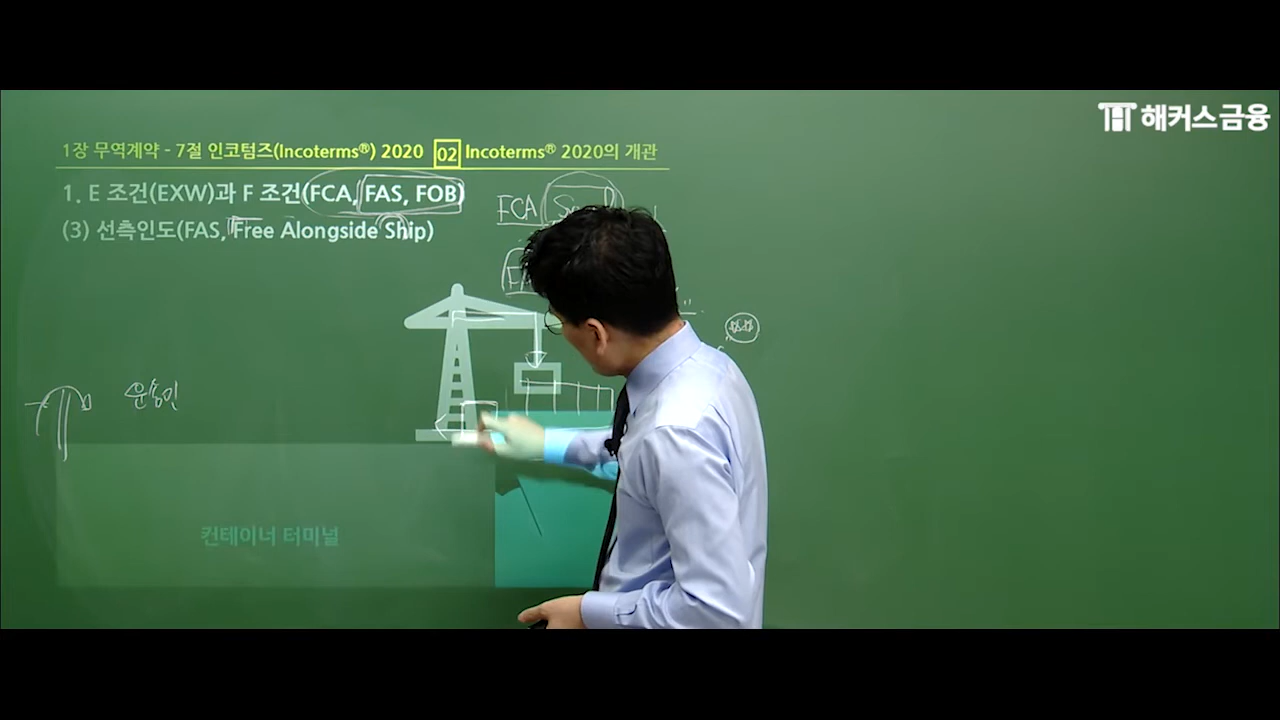 해커스금융
1장 무역계약 - 7절 인코텀즈(Incoterms®) 2020 02 Incoterms® 2020의 개관
1. E 조건(EXW)과 F 조건(FCA, FAS, FOB)
(3) 선측인도(FAS, Free Alongside Ship)
FCA
운송인
컨테이너 터미널